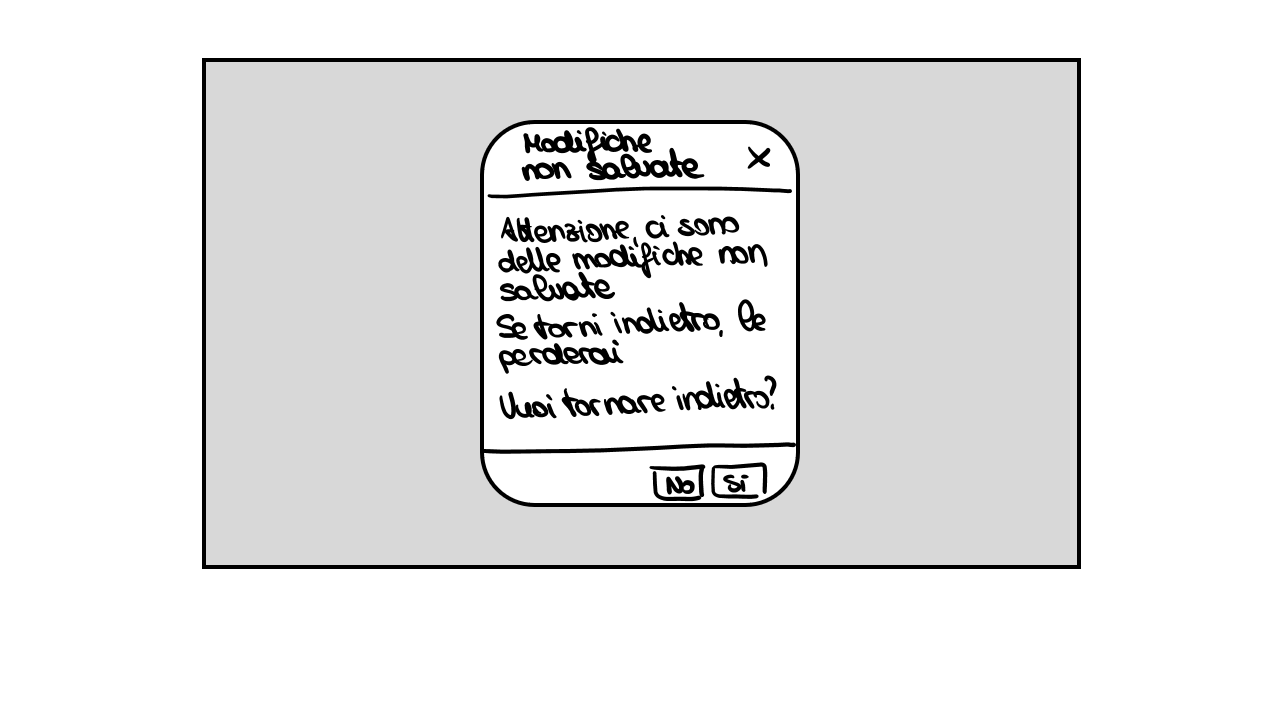 Modifiche
non salvate
Attenzione, ci sono
delle modifiche non
salvate
Se torni indietro, le
perderai
Vuoi tornare indietro?
No Si